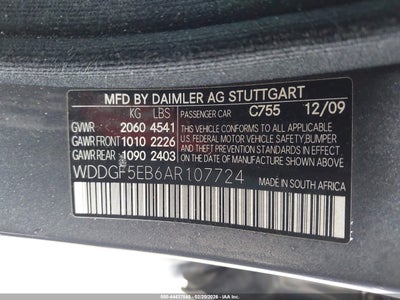 MFD BY DAIMLER AG STUTTGART
KG LBS
PASSENGER CAR C755 12/09
GVWR 2060 4541
GAWR FRONT 1010 2226
GAWR REAR 1090 2403
THIS VEHICLE CONFORMS TO ALL APPLICABLE
U.S. FEDERAL MOTOR VEHICLE SAFETY, BUMPER,
AND THEFT PREVENTION STANDARDS IN EFFECT
ON THE DATE OF MANUFACTURE SHOWN ABOVE.
WDDGF5EB6AR107724
MADE IN SOUTH AFRICA